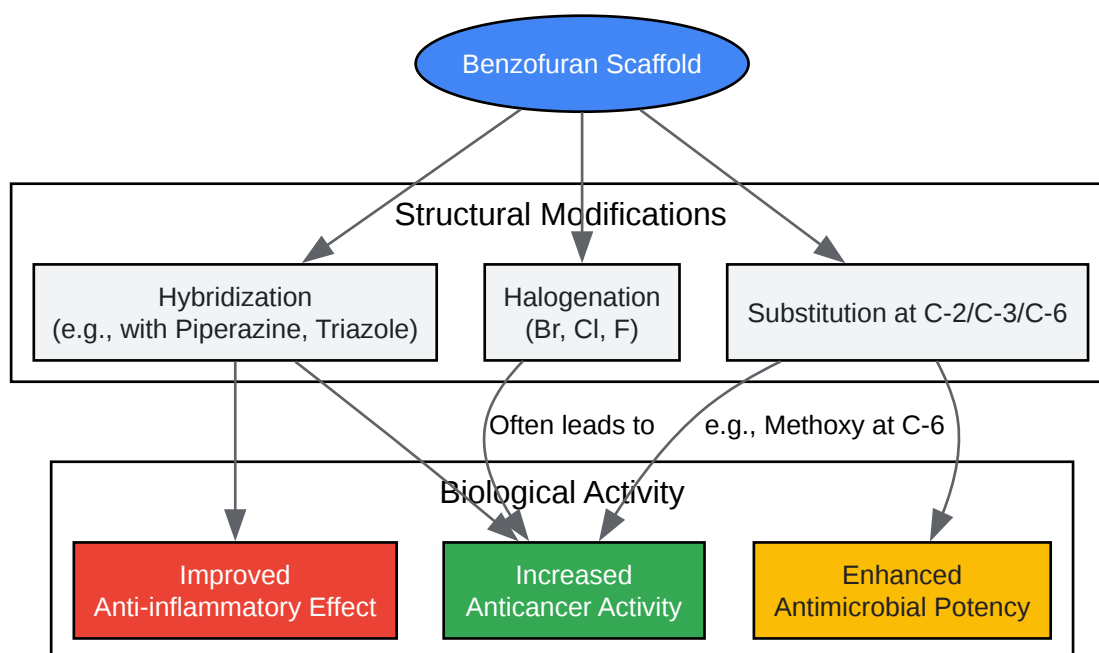 Benzofuran Scaffold
Structural Modifications
Hybridization
(e.g., with Piperazine, Triazole)
Halogenation
(Br, Cl, F)
Substitution at C-2/C-3/C-6
Often leads to
e.g., Methoxy at C-6
Biological Activity
Improved
Anti-inflammatory Effect
Increased
Anticancer Activity
Enhanced
Antimicrobial Potency